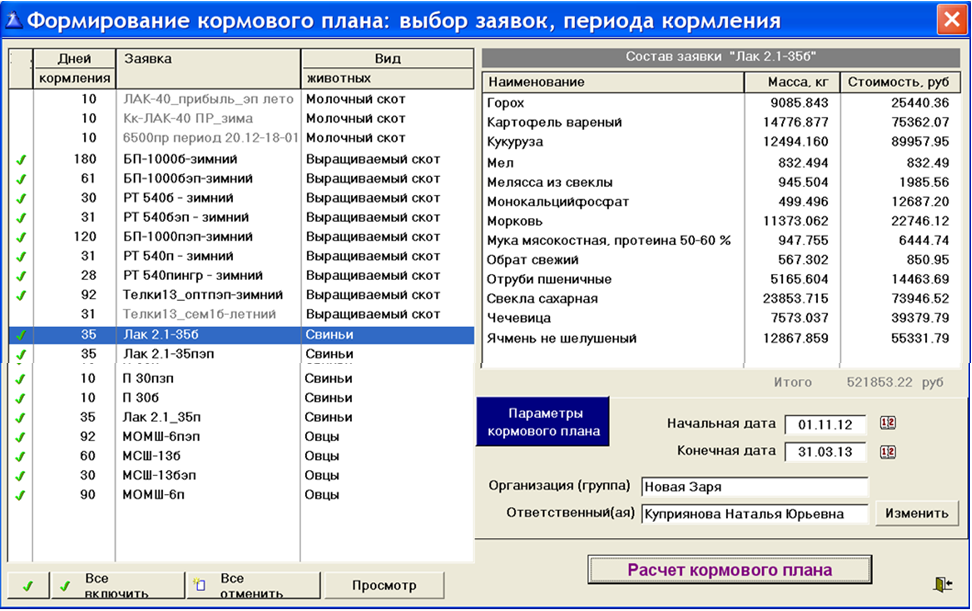 Формирование кормового плана: выбор заявок, периода кормления
Дней кормления Заявка Вид животных
10 ЛАК-40_прибыль_эп лето Молочный скот
10 Кк-ЛАК-40 ПР_зима Молочный скот
10 6500пр период 20.12-18-01 Молочный скот
180 БП-1000б-зимний Выращиваемый скот
61 БП-1000бэп-зимний Выращиваемый скот
30 РТ 540б - зимний Выращиваемый скот
31 РТ 540бэп - зимний Выращиваемый скот
120 БП-1000пэп-зимний Выращиваемый скот
31 РТ 540п - зимний Выращиваемый скот
28 РТ 540пингр - зимний Выращиваемый скот
92 Телки13_оптпэп-зимний Выращиваемый скот
31 Телки13_сем1б-летний Выращиваемый скот
35 Лак 2.1-35б Свиньи
35 Лак 2.1-35пэп Свиньи
10 П 30пзп Свиньи
10 П 30б Свиньи
35 Лак 2.1_35п Свиньи
92 МОМШ-6пэп Овцы
60 МСШ-13б Овцы
30 МСШ-13бэп Овцы
90 МОМШ-6п Овцы
Все включить
Все отменить
Просмотр
Состав заявки "Лак 2.1-35б"
Наименование Масса, кг Стоимость, руб
Горох 9085.843 25440.36
Картофель вареный 14776.877 75362.07
Кукуруза 12494.160 89957.95
Мел 832.494 832.49
Мелясса из свеклы 945.504 1985.56
Монокальцийфосфат 499.496 12687.20
Морковь 11373.062 22746.12
Мука мясокостная, протеина 50-60 % 947.755 6444.74
Обрат свежий 567.302 850.95
Отруби пшеничные 5165.604 14463.69
Свекла сахарная 23853.715 73946.52
Чечевица 7573.037 39379.79
Ячмень не шелушеный 12867.859 55331.79
Итого 521853.22 руб
Параметры
кормового плана
Начальная дата 01.11.12
Конечная дата 31.03.13
Организация (группа) Новая Заря
Ответственный(ая) Куприянова Наталья Юрьевна Изменить
Расчет кормового плана